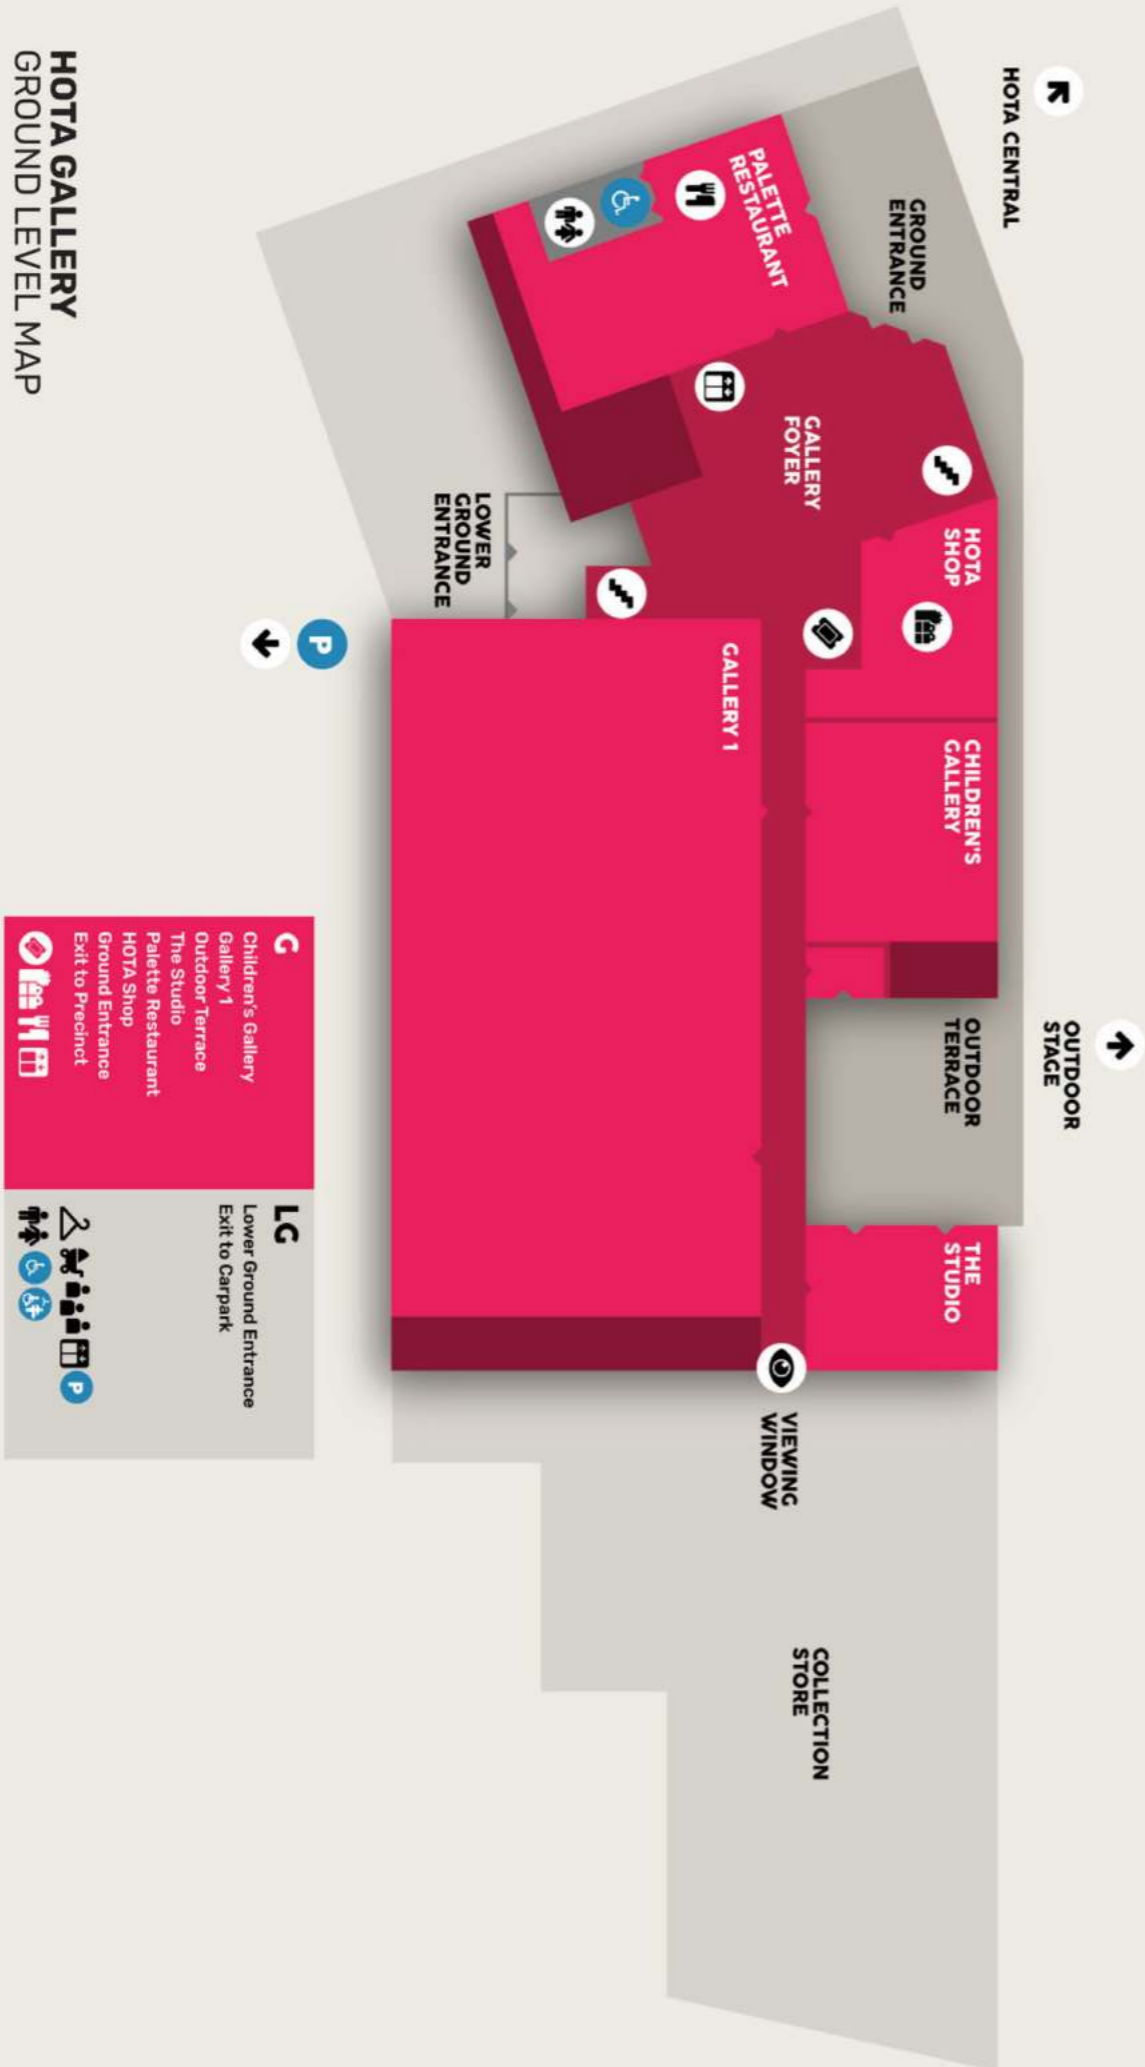 HOTA CENTRAL
OUTDOOR
STAGE
GROUND
ENTRANCE
HOTA
SHOP
CHILDREN'S
GALLERY
OUTDOOR
TERRACE
THE
STUDIO
PALETTE
RESTAURANT
GALLERY
FOYER
GALLERY 1
VIEWING
WINDOW
COLLECTION
STORE
LOWER
GROUND
ENTRANCE
P
G
Children's Gallery
Gallery 1
Outdoor Terrace
The Studio
Palette Restaurant
HOTA Shop
Ground Entrance
Exit to Precinct
LG
Lower Ground Entrance
Exit to Carpark
P
HOTA GALLERY
GROUND LEVEL MAP